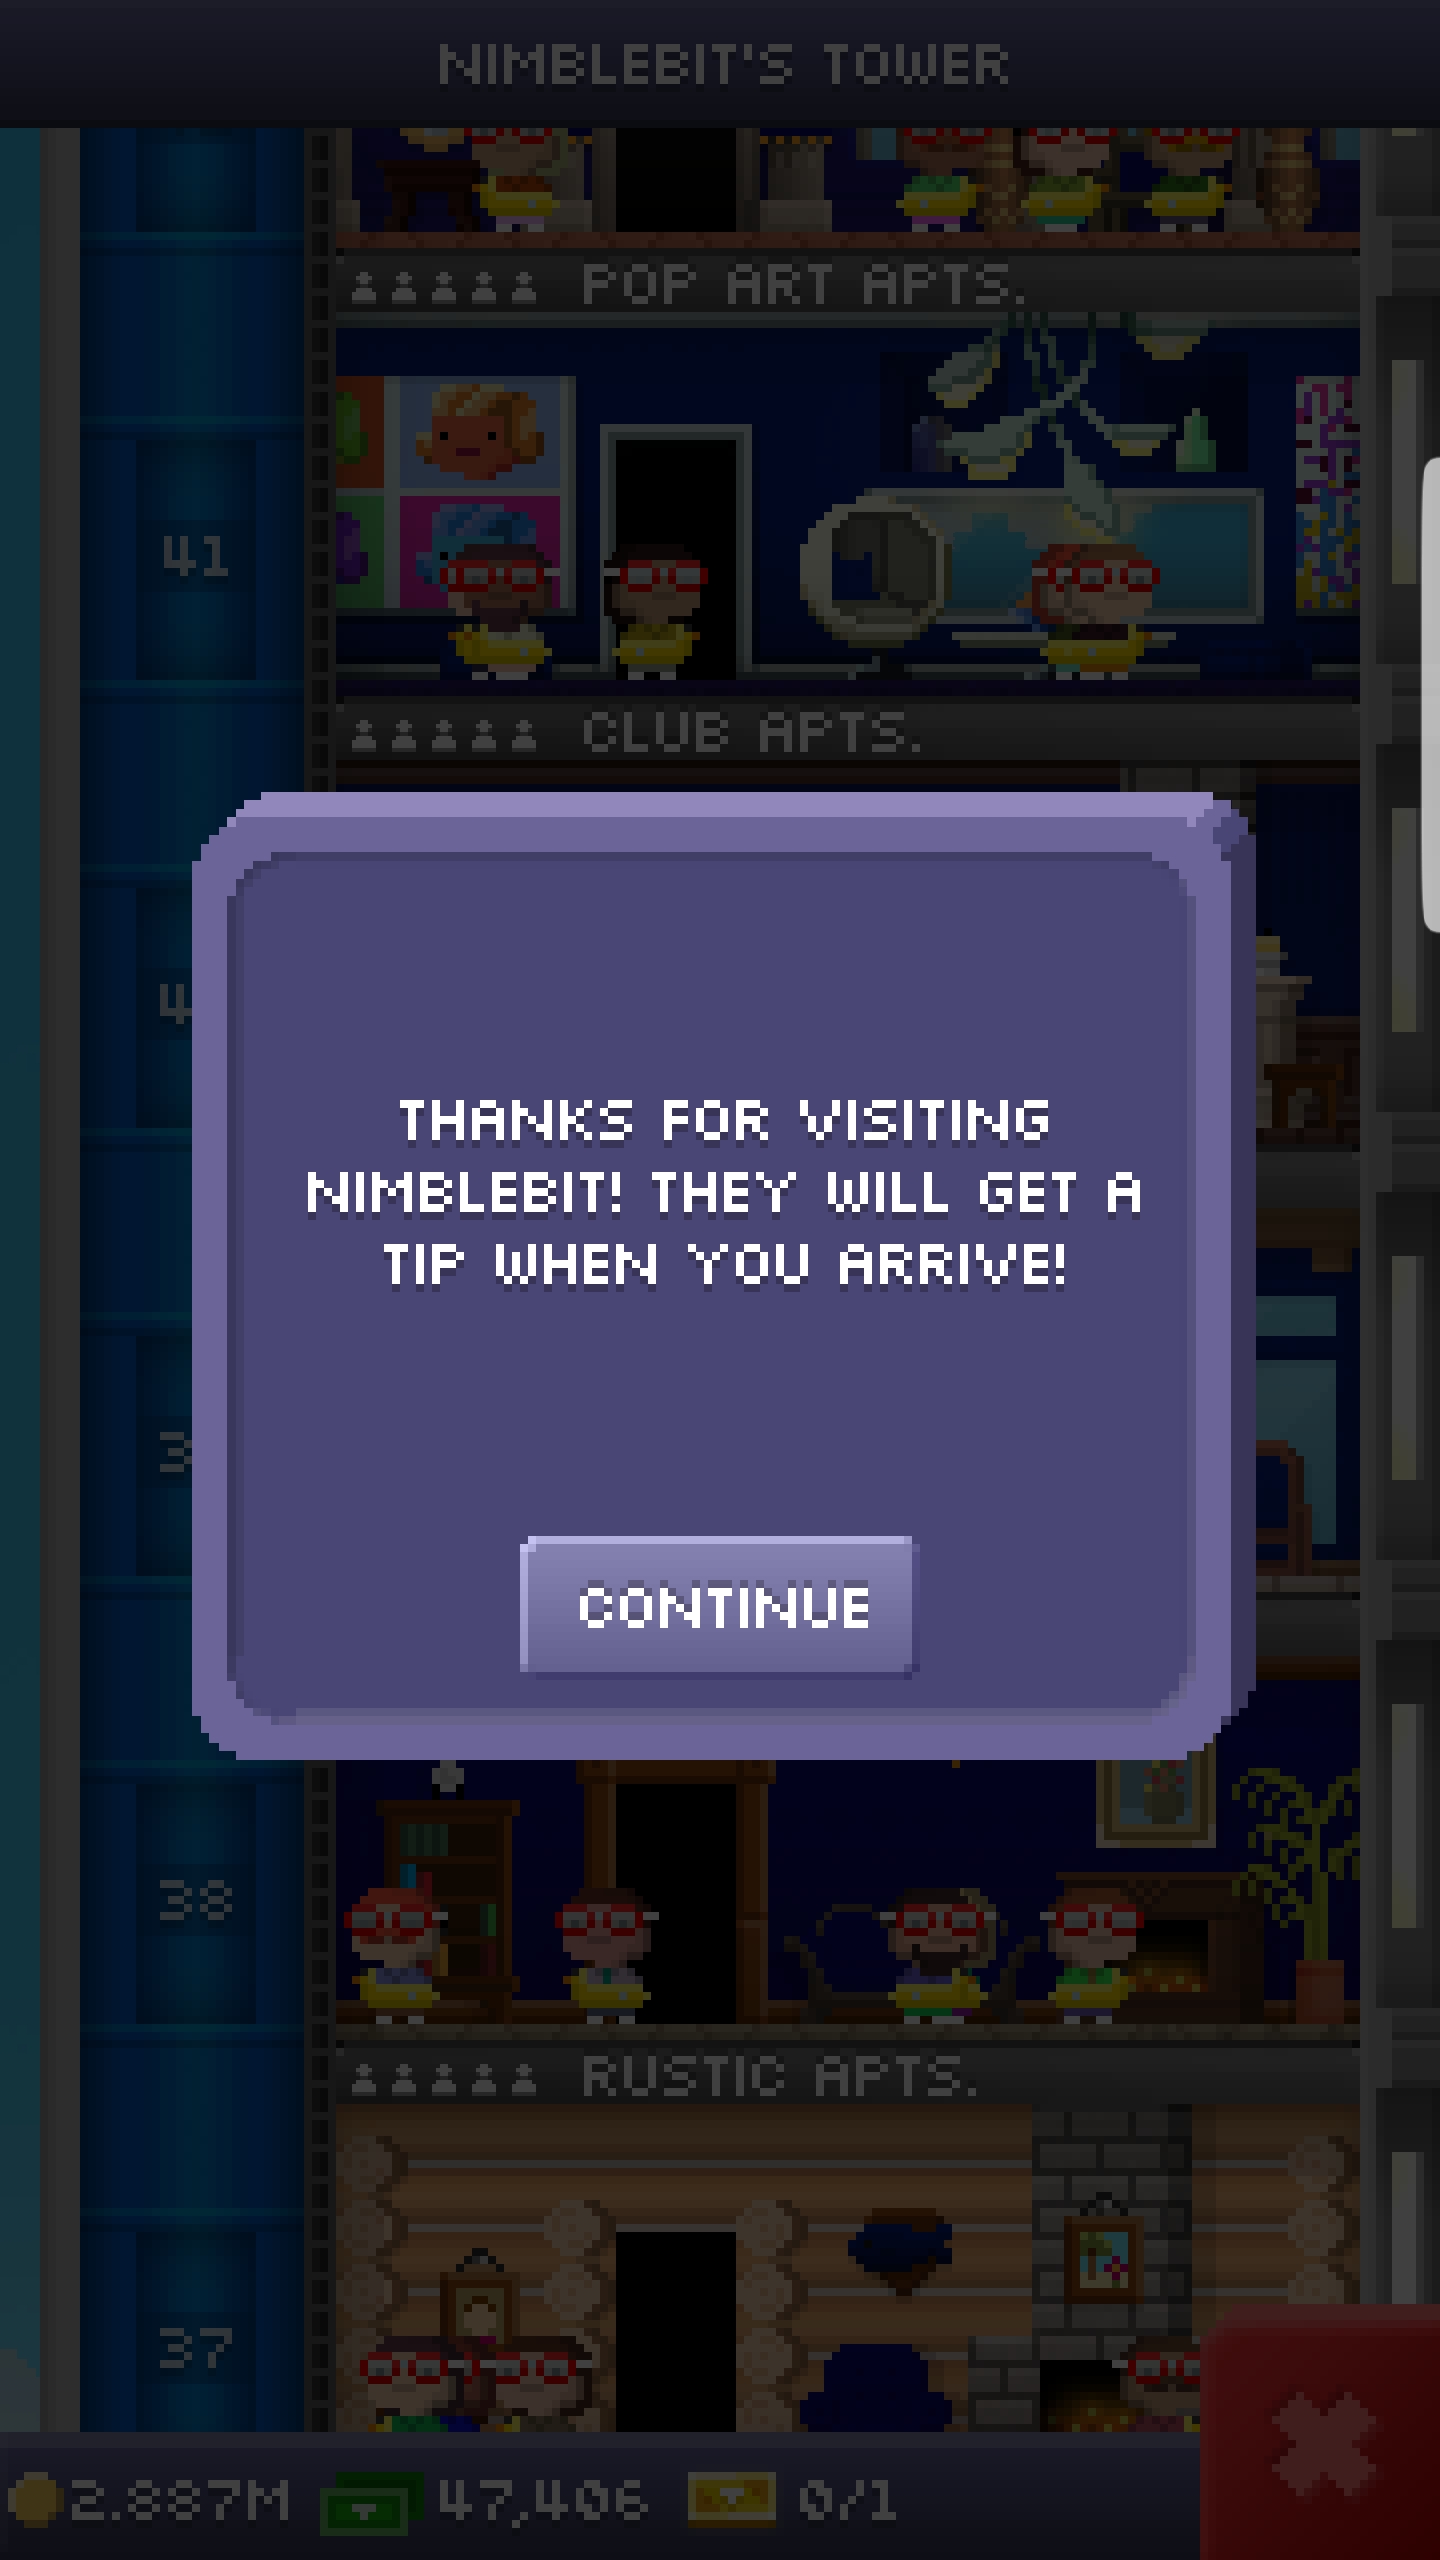 NIMBLEBIT'S TOWER
POP ART APTS.
41
CLUB APTS.
THANKS FOR VISITING
NIMBLEBIT! THEY WILL GET A
TIP WHEN YOU ARRIVE!
CONTINUE
38
RUSTIC APTS.
37
2.887M 47,406 0/1